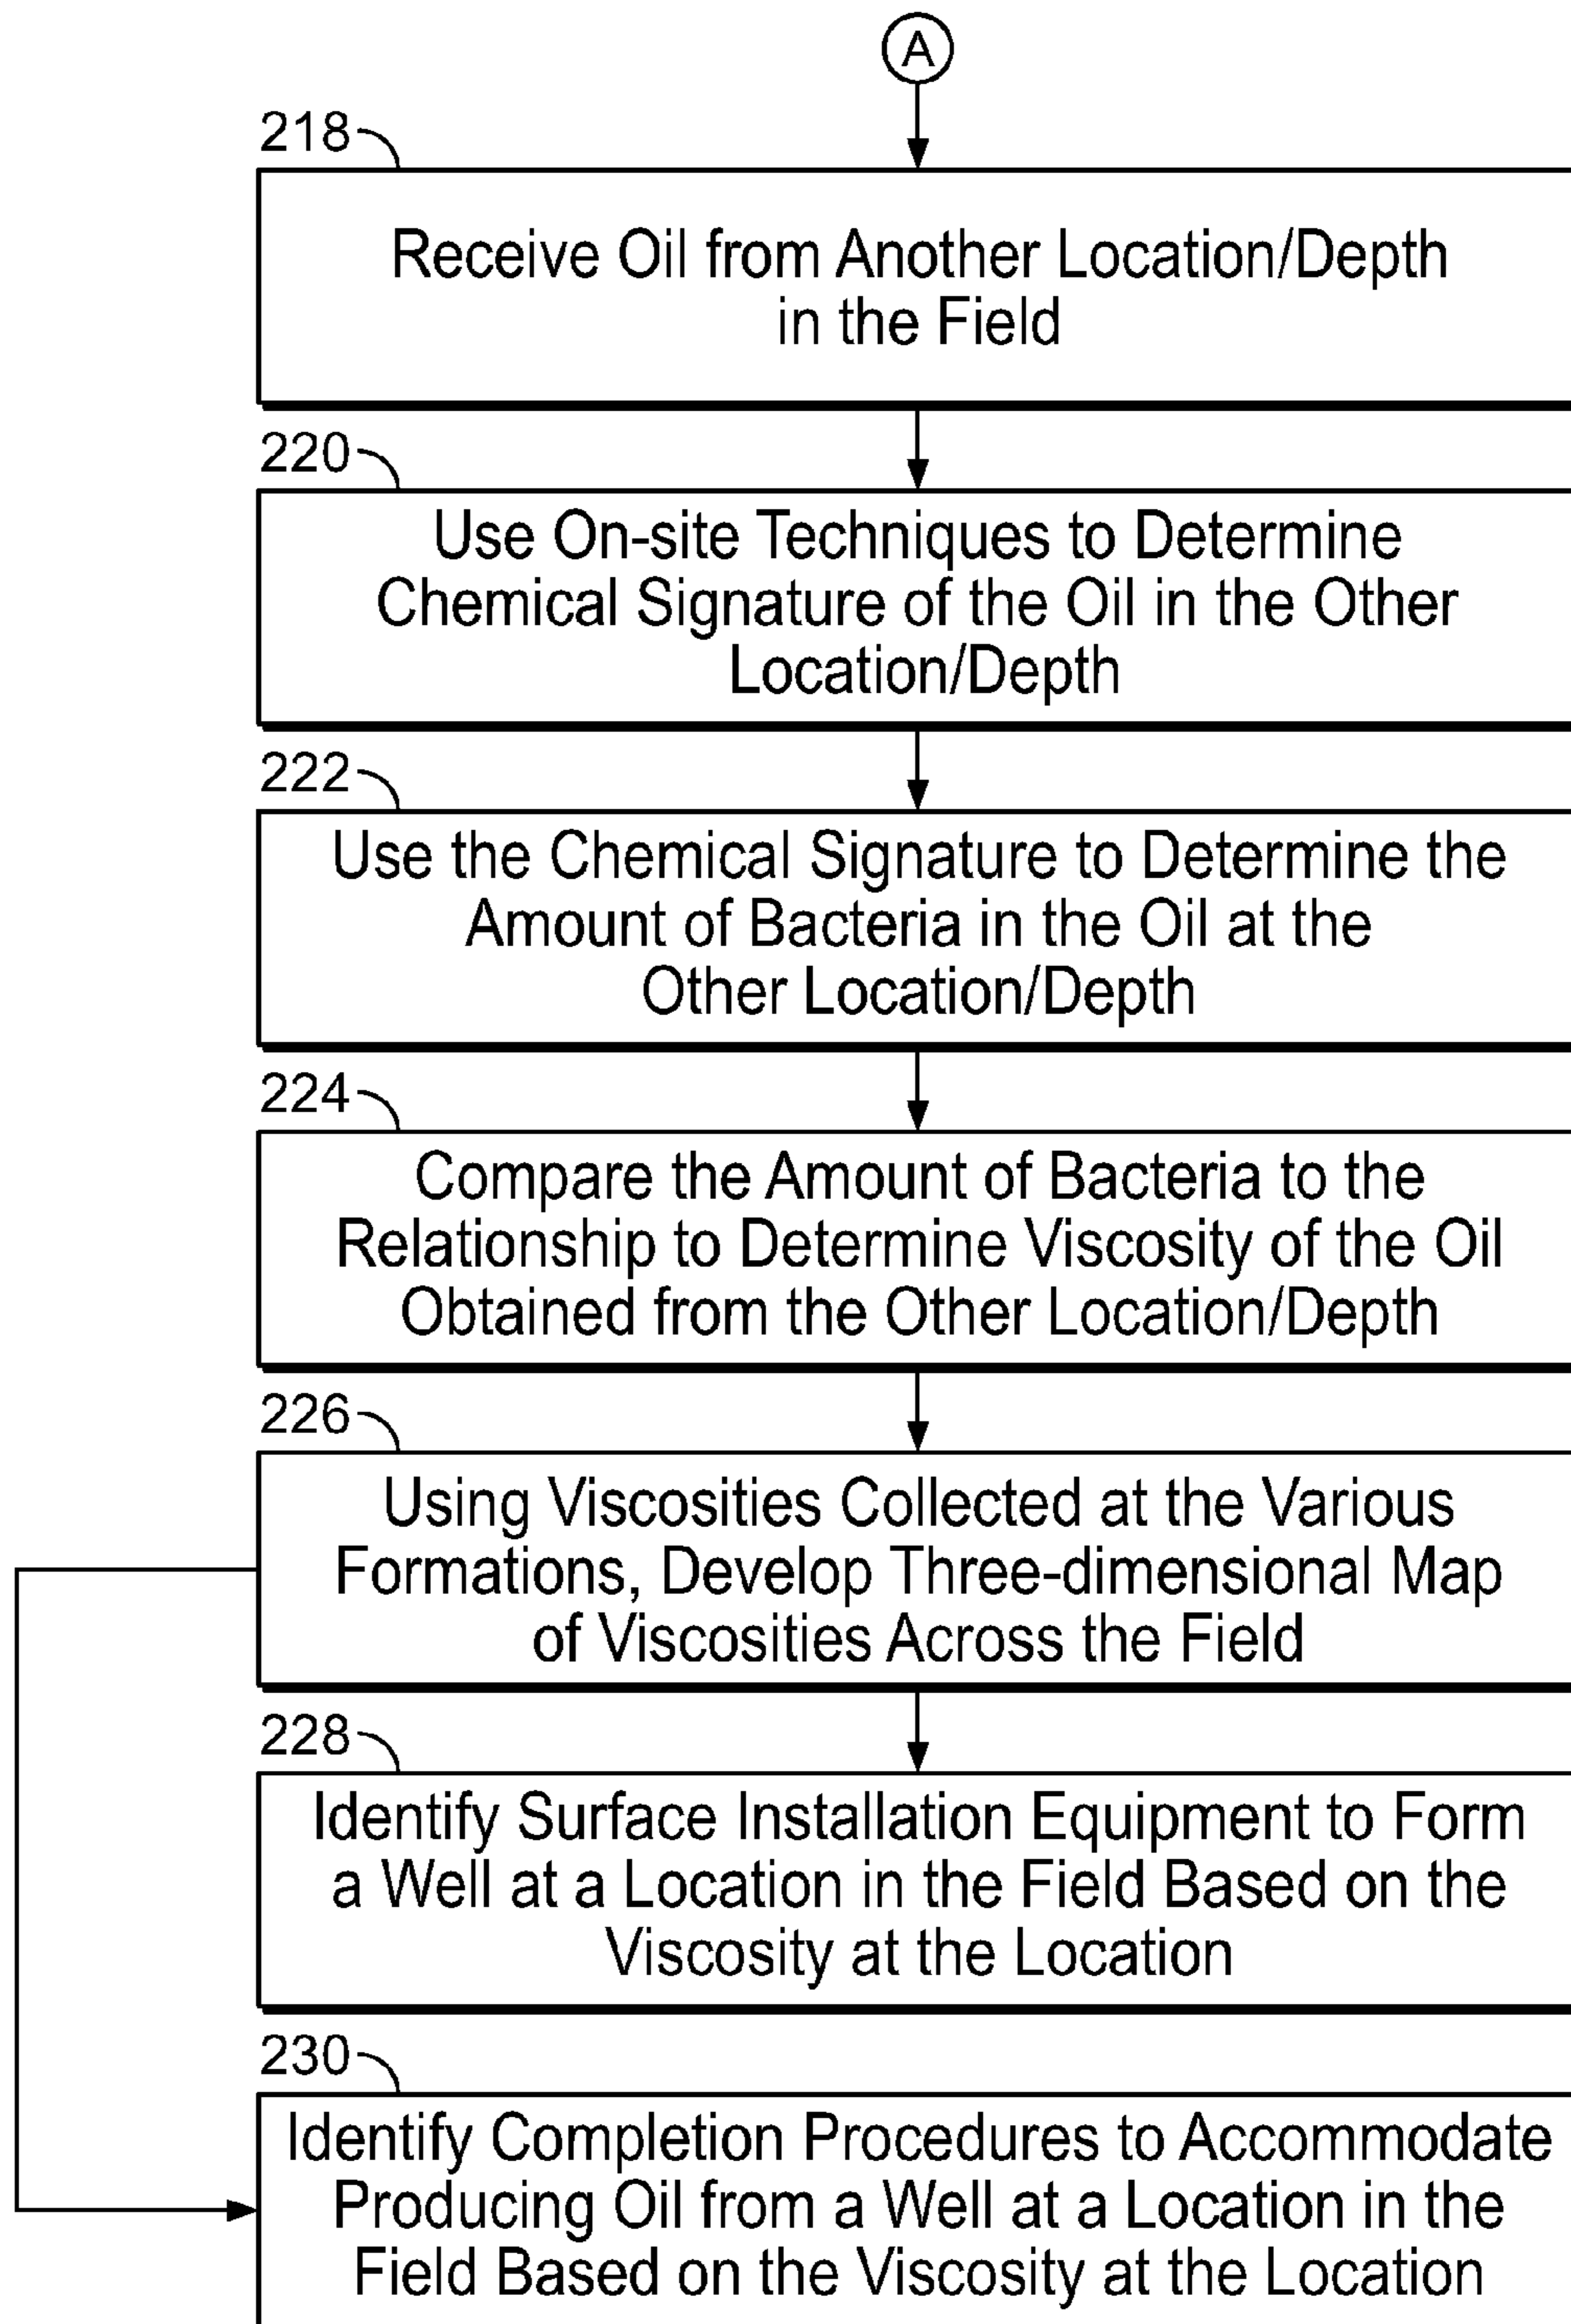 A
218
Receive Oil from Another Location/Depth
in the Field
220
Use On-site Techniques to Determine
Chemical Signature of the Oil in the Other
Location/Depth
222
Use the Chemical Signature to Determine the
Amount of Bacteria in the Oil at the
Other Location/Depth
224
Compare the Amount of Bacteria to the
Relationship to Determine Viscosity of the Oil
Obtained from the Other Location/Depth
226
Using Viscosities Collected at the Various
Formations, Develop Three-dimensional Map
of Viscosities Across the Field
228
Identify Surface Installation Equipment to Form
a Well at a Location in the Field Based on the
Viscosity at the Location
230
Identify Completion Procedures to Accommodate
Producing Oil from a Well at a Location in the
Field Based on the Viscosity at the Location